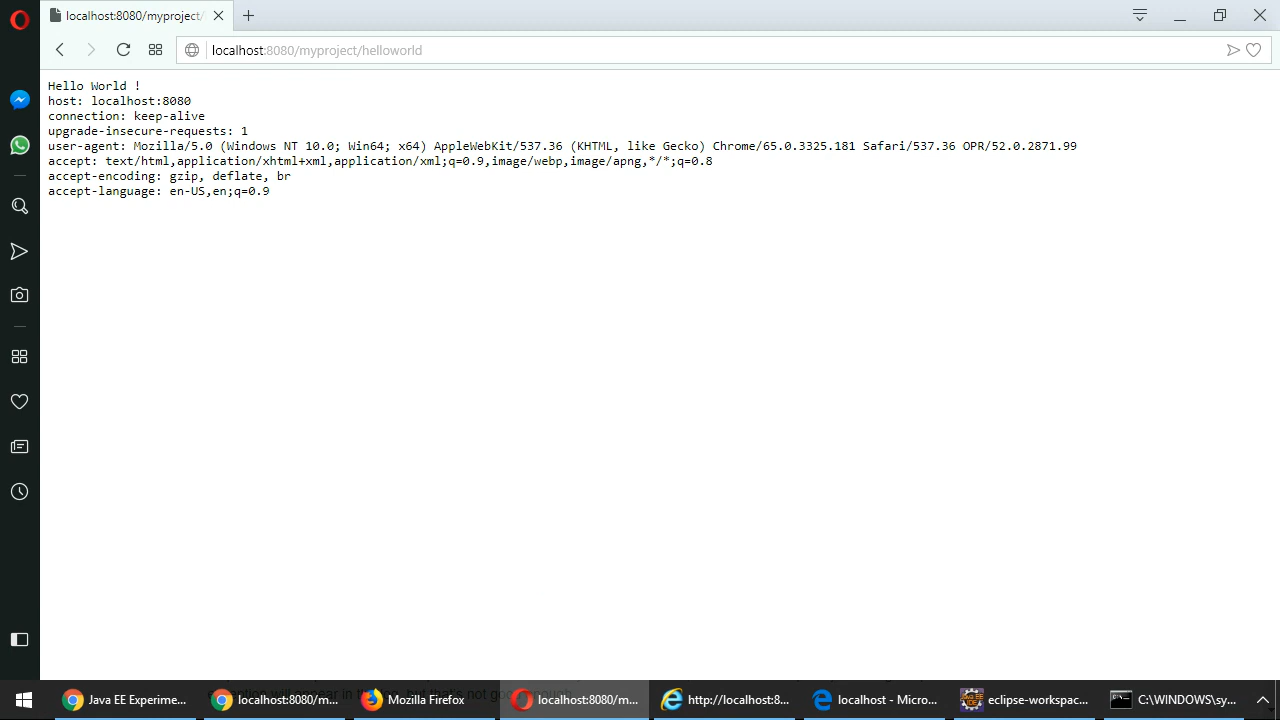 localhost:8080/myproject/
localhost:8080/myproject/helloworld
Hello World !
host: localhost:8080
connection: keep-alive
upgrade-insecure-requests: 1
user-agent: Mozilla/5.0 (Windows NT 10.0; Win64; x64) AppleWebKit/537.36 (KHTML, like Gecko) Chrome/65.0.3325.181 Safari/537.36 OPR/52.0.2871.99
accept: text/html,application/xhtml+xml,application/xml;q=0.9,image/webp,image/apng,*/*;q=0.8
accept-encoding: gzip, deflate, br
accept-language: en-US,en;q=0.9
Java EE Experime... localhost:8080/m... Mozilla Firefox localhost:8080/m... http://localhost:8... localhost - Micro... eclipse-workspac... C:\WINDOWS\sy...